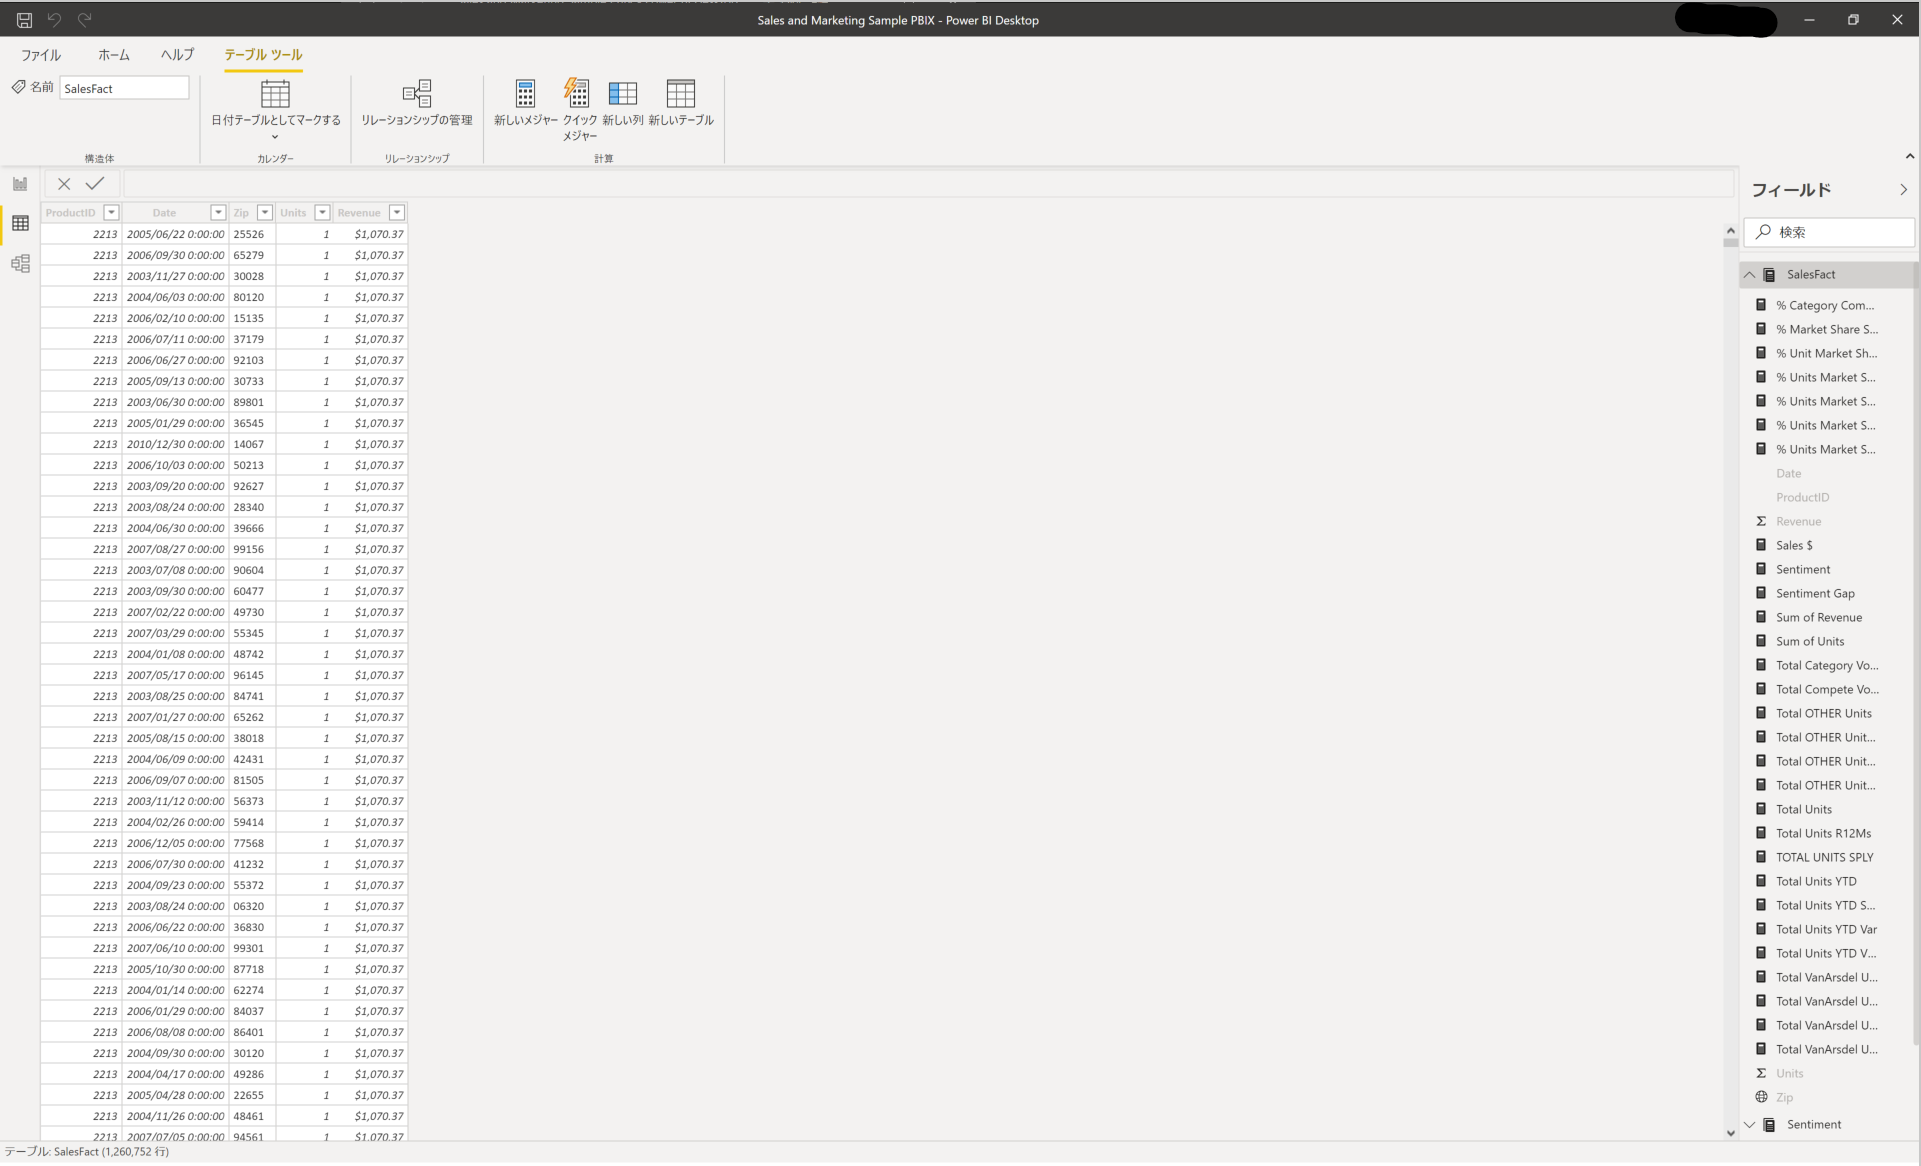 Sales and Marketing Sample PBIX - Power BI Desktop
ファイル ホーム ヘルプ テーブル ツール
名前 SalesFact
日付テーブルとしてマークする リレーションシップの管理 新しいメジャー クイック 新しい列 新しいテーブル
メジャー
構造体 カレンダー リレーションシップ 計算
ProductID Date Zip Units Revenue
2213 2005/06/22 0:00:00 25526 1 $1,070.37
2213 2006/09/30 0:00:00 65279 1 $1,070.37
2213 2003/11/27 0:00:00 30028 1 $1,070.37
2213 2004/06/03 0:00:00 80120 1 $1,070.37
2213 2006/02/10 0:00:00 15135 1 $1,070.37
2213 2006/07/11 0:00:00 37179 1 $1,070.37
2213 2006/06/27 0:00:00 92103 1 $1,070.37
2213 2005/09/13 0:00:00 30733 1 $1,070.37
2213 2003/06/30 0:00:00 89801 1 $1,070.37
2213 2005/01/29 0:00:00 36545 1 $1,070.37
2213 2010/12/30 0:00:00 14067 1 $1,070.37
2213 2006/10/03 0:00:00 50213 1 $1,070.37
2213 2003/09/20 0:00:00 92627 1 $1,070.37
2213 2003/08/24 0:00:00 28340 1 $1,070.37
2213 2004/06/30 0:00:00 39666 1 $1,070.37
2213 2007/08/27 0:00:00 99156 1 $1,070.37
2213 2003/07/08 0:00:00 90604 1 $1,070.37
2213 2003/09/30 0:00:00 60477 1 $1,070.37
2213 2007/02/22 0:00:00 49730 1 $1,070.37
2213 2007/03/29 0:00:00 55345 1 $1,070.37
2213 2004/01/08 0:00:00 48742 1 $1,070.37
2213 2007/05/17 0:00:00 96145 1 $1,070.37
2213 2003/08/25 0:00:00 84741 1 $1,070.37
2213 2007/01/27 0:00:00 65262 1 $1,070.37
2213 2005/08/15 0:00:00 38018 1 $1,070.37
2213 2004/06/09 0:00:00 42431 1 $1,070.37
2213 2006/09/07 0:00:00 81505 1 $1,070.37
2213 2003/11/12 0:00:00 56373 1 $1,070.37
2213 2004/02/26 0:00:00 59414 1 $1,070.37
2213 2006/12/05 0:00:00 77568 1 $1,070.37
2213 2006/07/30 0:00:00 41232 1 $1,070.37
2213 2004/09/23 0:00:00 55372 1 $1,070.37
2213 2003/08/24 0:00:00 06320 1 $1,070.37
2213 2006/06/22 0:00:00 36830 1 $1,070.37
2213 2007/06/10 0:00:00 99301 1 $1,070.37
2213 2005/10/30 0:00:00 87718 1 $1,070.37
2213 2004/01/14 0:00:00 62274 1 $1,070.37
2213 2006/01/29 0:00:00 84037 1 $1,070.37
2213 2006/08/08 0:00:00 86401 1 $1,070.37
2213 2004/09/30 0:00:00 30120 1 $1,070.37
2213 2004/04/17 0:00:00 49286 1 $1,070.37
2213 2005/04/28 0:00:00 22655 1 $1,070.37
2213 2004/11/26 0:00:00 48461 1 $1,070.37
2213 2007/07/05 0:00:00 94561 1 $1,070.37
フィールド
検索
SalesFact
% Category Com...
% Market Share S...
% Unit Market Sh...
% Units Market S...
% Units Market S...
% Units Market S...
% Units Market S...
Date
ProductID
Revenue
Sales $
Sentiment
Sentiment Gap
Sum of Revenue
Sum of Units
Total Category Vo...
Total Compete Vo...
Total OTHER Units
Total OTHER Unit...
Total OTHER Unit...
Total OTHER Unit...
Total Units
Total Units R12Ms
TOTAL UNITS SPLY
Total Units YTD
Total Units YTD S...
Total Units YTD Var
Total Units YTD V...
Total VanArsdel U...
Total VanArsdel U...
Total VanArsdel U...
Total VanArsdel U...
Units
Zip
Sentiment
テーブル: SalesFact (1,260,752 行)